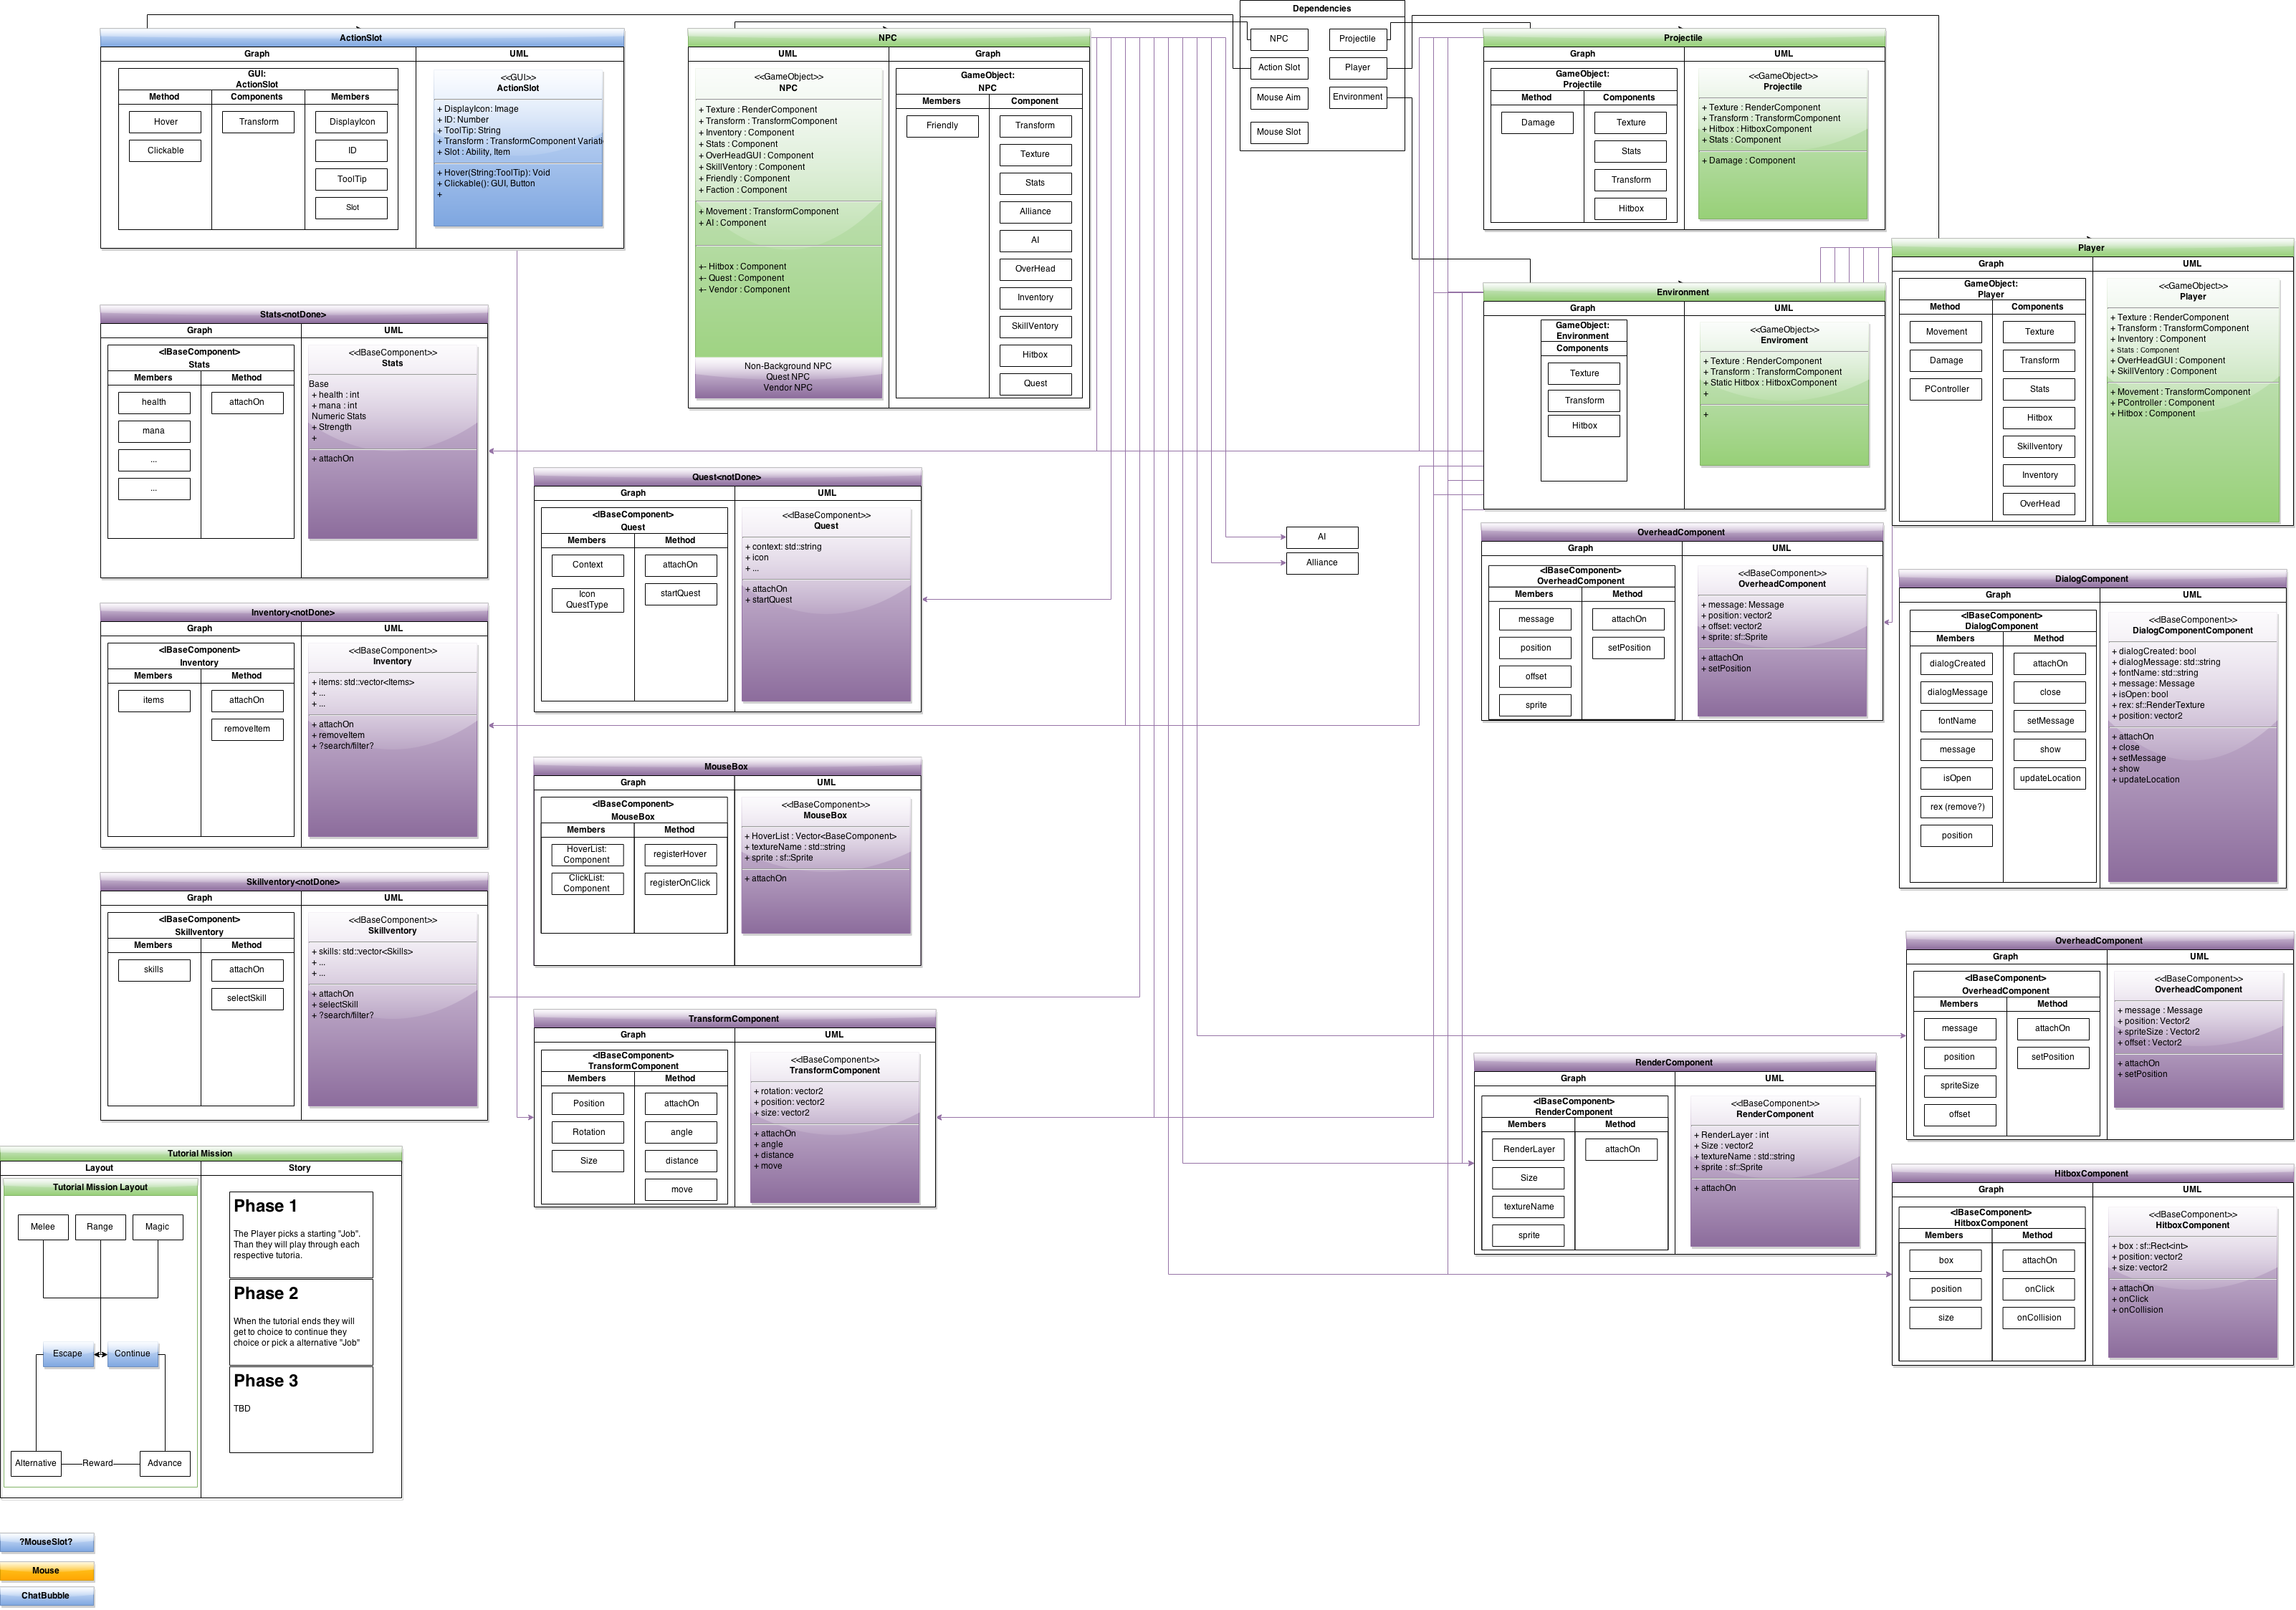 Dependencies
NPC
Projectile
Action Slot
Player
Mouse Aim
Environment
Mouse Slot
ActionSlot
Graph
UML
GUI:
ActionSlot
Method
Components
Members
Hover
Transform
DisplayIcon
Clickable
ID
ToolTip
Slot
<<GUI>>
ActionSlot
+ DisplayIcon: Image
+ ID: Number
+ ToolTip: String
+ Transform : TransformComponent Variati
+ Slot : Ability, Item
+ Hover(String:ToolTip): Void
+ Clickable(): GUI, Button
+
NPC
UML
Graph
<<GameObject>>
NPC
+ Texture : RenderComponent
+ Transform : TransformComponent
+ Inventory : Component
+ Stats : Component
+ OverHeadGUI : Component
+ SkillVentory : Component
+ Friendly : Component
+ Faction : Component
+ Movement : TransformComponent
+ AI : Component
+- Hitbox : Component
+- Quest : Component
+- Vendor : Component
Non-Background NPC
Quest NPC
Vendor NPC
GameObject:
NPC
Members
Component
Friendly
Transform
Texture
Stats
Alliance
AI
OverHead
Inventory
SkillVentory
Hitbox
Quest
Projectile
Graph
UML
GameObject:
Projectile
Method
Components
Damage
Texture
Stats
Transform
Hitbox
<<GameObject>>
Projectile
+ Texture : RenderComponent
+ Transform : TransformComponent
+ Hitbox : HitboxComponent
+ Stats : Component
+ Damage : Component
Player
Graph
UML
GameObject:
Player
Method
Components
Movement
Texture
Damage
Transform
PController
Stats
Hitbox
Skillventory
Inventory
OverHead
<<GameObject>>
Player
+ Texture : RenderComponent
+ Transform : TransformComponent
+ Inventory : Component
+ Stats : Component
+ OverHeadGUI : Component
+ SkillVentory : Component
+ Movement : TransformComponent
+ PController : Component
+ Hitbox : Component
Environment
Graph
UML
GameObject:
Environment
Components
Texture
Transform
Hitbox
<<GameObject>>
Enviroment
+ Texture : RenderComponent
+ Transform : TransformComponent
+ Static Hitbox : HitboxComponent
+
+
Stats<notDone>
Graph
UML
<IBaseComponent>
Stats
Members
Method
health
attachOn
mana
...
...
<<IBaseComponent>>
Stats
Base
+ health : int
+ mana : int
Numeric Stats
+ Strength
+
+ attachOn
Quest<notDone>
Graph
UML
<IBaseComponent>
Quest
Members
Method
Context
attachOn
Icon
QuestType
startQuest
<<IBaseComponent>>
Quest
+ context: std::string
+ icon
+ ...
+ attachOn
+ startQuest
AI
Alliance
OverheadComponent
Graph
UML
<IBaseComponent>
OverheadComponent
Members
Method
message
attachOn
position
setPosition
offset
sprite
<<IBaseComponent>>
OverheadComponent
+ message: Message
+ position: vector2
+ offset: vector2
+ sprite: sf::Sprite
+ attachOn
+ setPosition
DialogComponent
Graph
UML
<IBaseComponent>
DialogComponent
Members
Method
dialogCreated
attachOn
dialogMessage
close
fontName
setMessage
message
show
isOpen
updateLocation
rex (remove?)
position
<<IBaseComponent>>
DialogComponentComponent
+ dialogCreated: bool
+ dialogMessage: std::string
+ fontName: std::string
+ message: Message
+ isOpen: bool
+ rex: sf::RenderTexture
+ position: vector2
+ attachOn
+ close
+ setMessage
+ show
+ updateLocation
Inventory<notDone>
Graph
UML
<IBaseComponent>
Inventory
Members
Method
items
attachOn
removeItem
<<IBaseComponent>>
Inventory
+ items: std::vector<Items>
+ ...
+ ...
+ attachOn
+ removeItem
+ ?search/filter?
MouseBox
Graph
UML
<IBaseComponent>
MouseBox
Members
Method
HoverList:
Component
registerHover
ClickList:
Component
registerOnClick
<<IBaseComponent>>
MouseBox
+ HoverList : Vector<BaseComponent>
+ textureName : std::string
+ sprite : sf::Sprite
+ attachOn
Skillventory<notDone>
Graph
UML
<IBaseComponent>
Skillventory
Members
Method
skills
attachOn
selectSkill
<<IBaseComponent>>
Skillventory
+ skills: std::vector<Skills>
+ ...
+ ...
+ attachOn
+ selectSkill
+ ?search/filter?
TransformComponent
Graph
UML
<IBaseComponent>
TransformComponent
Members
Method
Position
attachOn
Rotation
angle
Size
distance
move
<<IBaseComponent>>
TransformComponent
+ rotation: vector2
+ position: vector2
+ size: vector2
+ attachOn
+ angle
+ distance
+ move
RenderComponent
Graph
UML
<IBaseComponent>
RenderComponent
Members
Method
RenderLayer
attachOn
Size
textureName
sprite
<<IBaseComponent>>
RenderComponent
+ RenderLayer : int
+ Size : vector2
+ textureName : std::string
+ sprite : sf::Sprite
+ attachOn
OverheadComponent
Graph
UML
<IBaseComponent>
OverheadComponent
Members
Method
message
attachOn
position
setPosition
spriteSize
offset
<<IBaseComponent>>
OverheadComponent
+ message : Message
+ position: Vector2
+ spriteSize : Vector2
+ offset : Vector2
+ attachOn
+ setPosition
HitboxComponent
Graph
UML
<IBaseComponent>
HitboxComponent
Members
Method
box
attachOn
position
onClick
size
onCollision
<<IBaseComponent>>
HitboxComponent
+ box : sf::Rect<int>
+ position: vector2
+ size: vector2
+ attachOn
+ onClick
+ onCollision
Tutorial Mission
Layout
Story
Tutorial Mission Layout
Melee
Range
Magic
Escape
Continue
Alternative
Reward
Advance
Phase 1
The Player picks a starting "Job".
Than they will play through each
respective tutoria.
Phase 2
When the tutorial ends they will
get to choice to continue they
choice or pick a alternative "Job"
Phase 3
TBD
?MouseSlot?
Mouse
ChatBubble